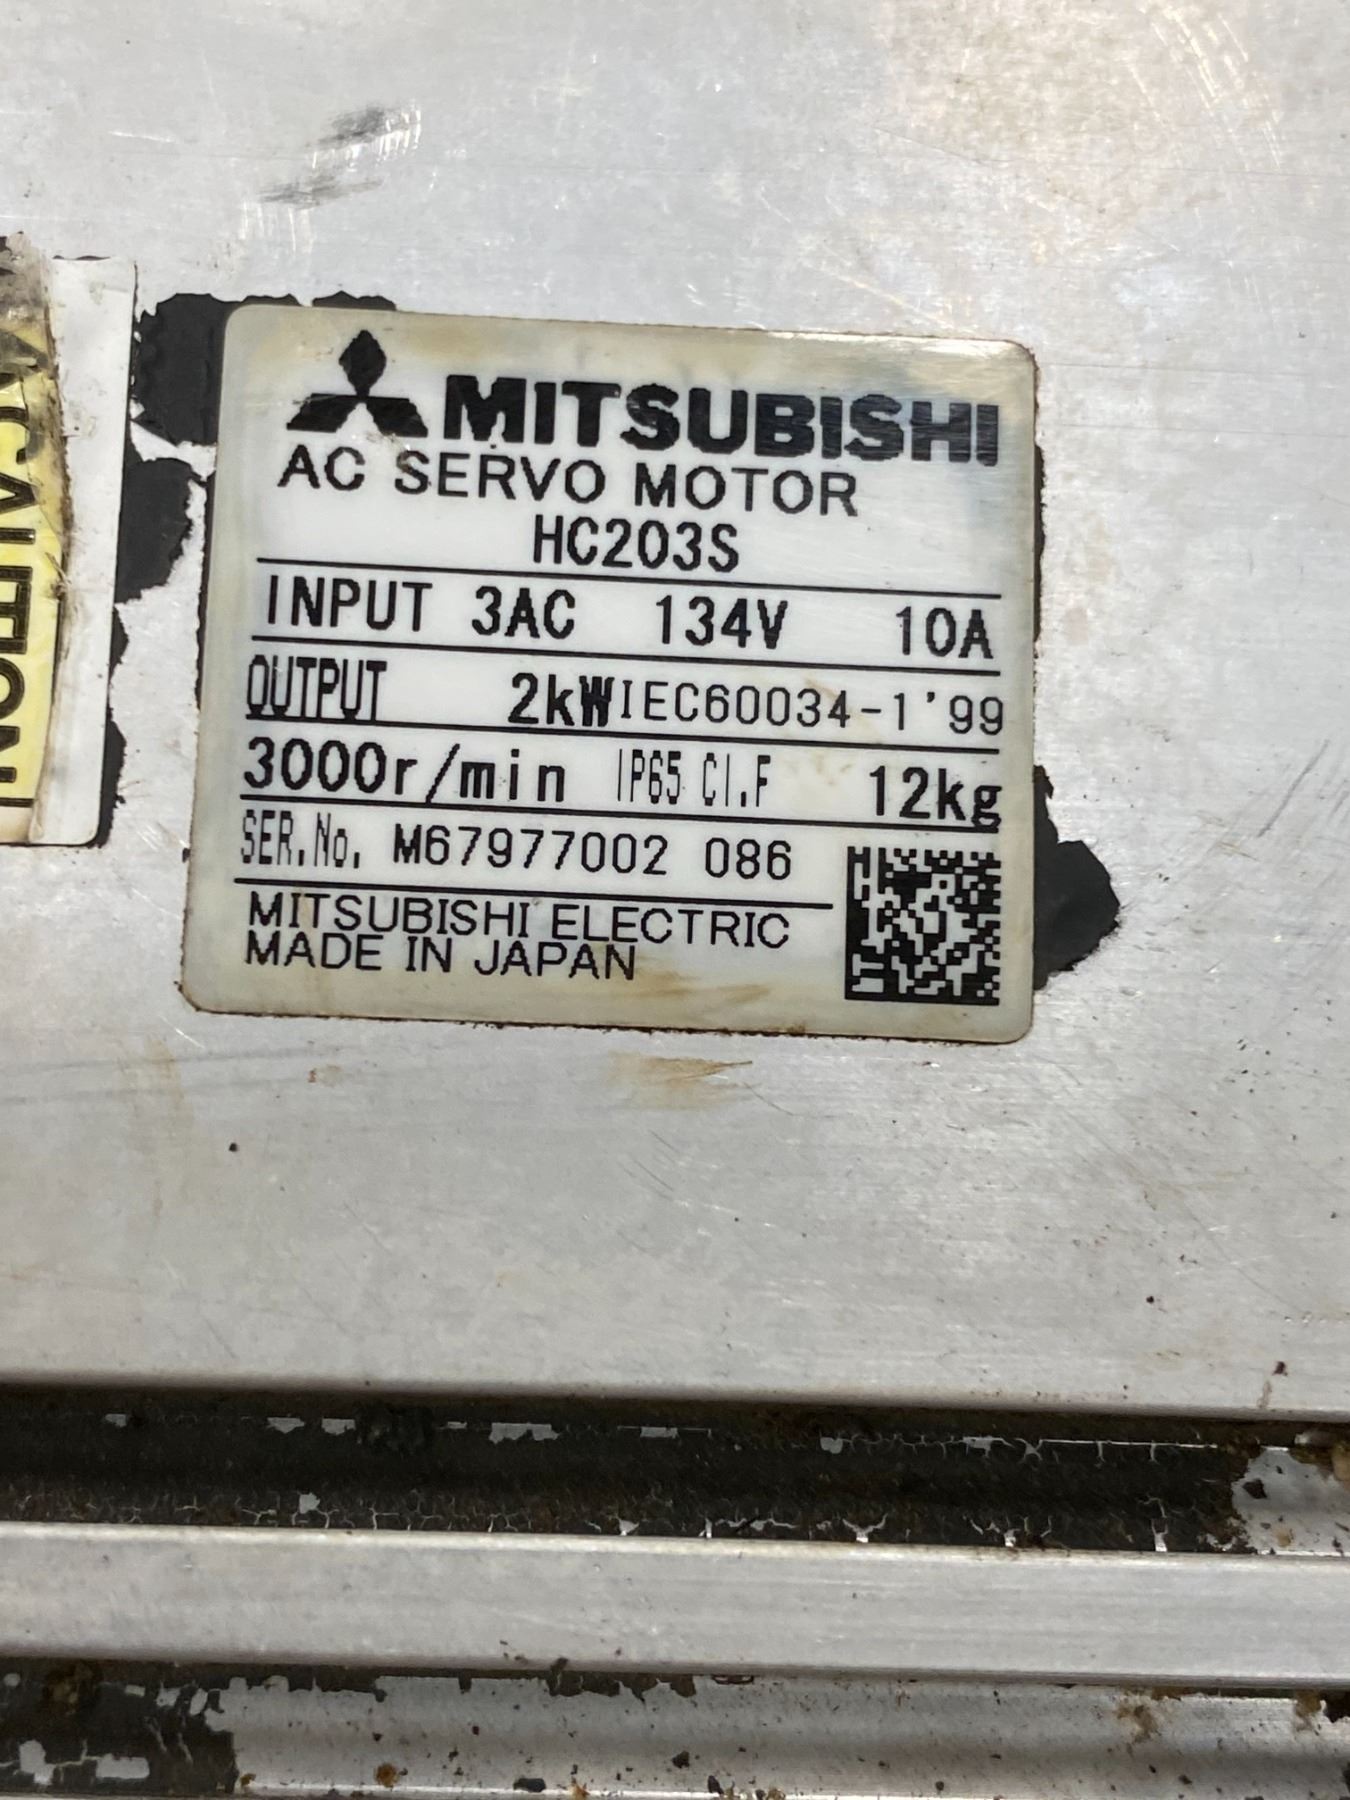 MITSUBISHI
AC SERVO MOTOR
HC203S
INPUT 3AC 134V 10A
OUTPUT 2kW IEC60034-1'99
3000r/min IP65 CI.F 12kg
SER.No. M67977002 086
MITSUBISHI ELECTRIC
MADE IN JAPAN